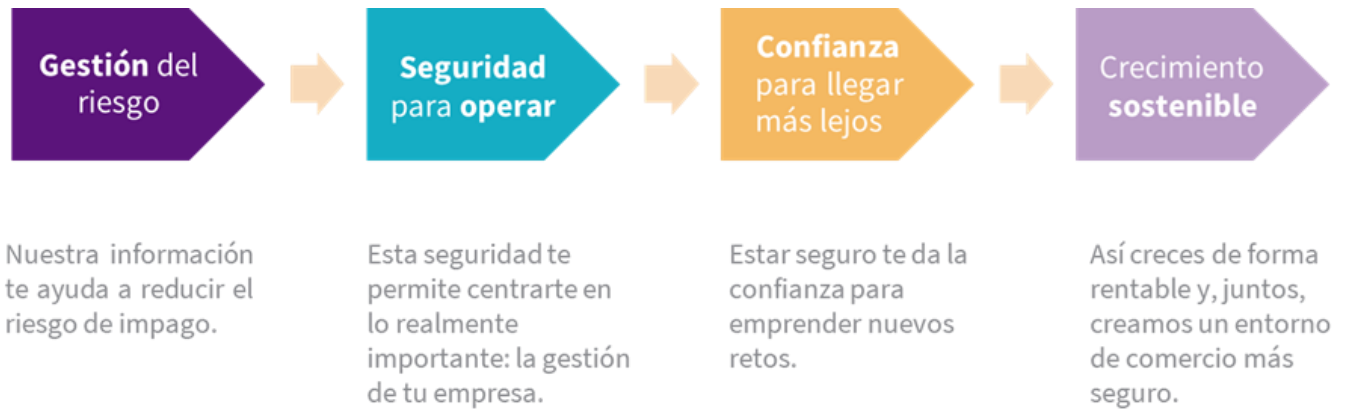 Gestión del
riesgo
Seguridad
para operar
Confianza
para llegar
más lejos
Crecimiento
sostenible
Nuestra información
te ayuda a reducir el
riesgo de impago.
Esta seguridad te
permite centrarte en
lo realmente
importante: la gestión
de tu empresa.
Estar seguro te da la
confianza para
emprender nuevos
retos.
Así creces de forma
rentable y, juntos,
creamos un entorno
de comercio más
seguro.